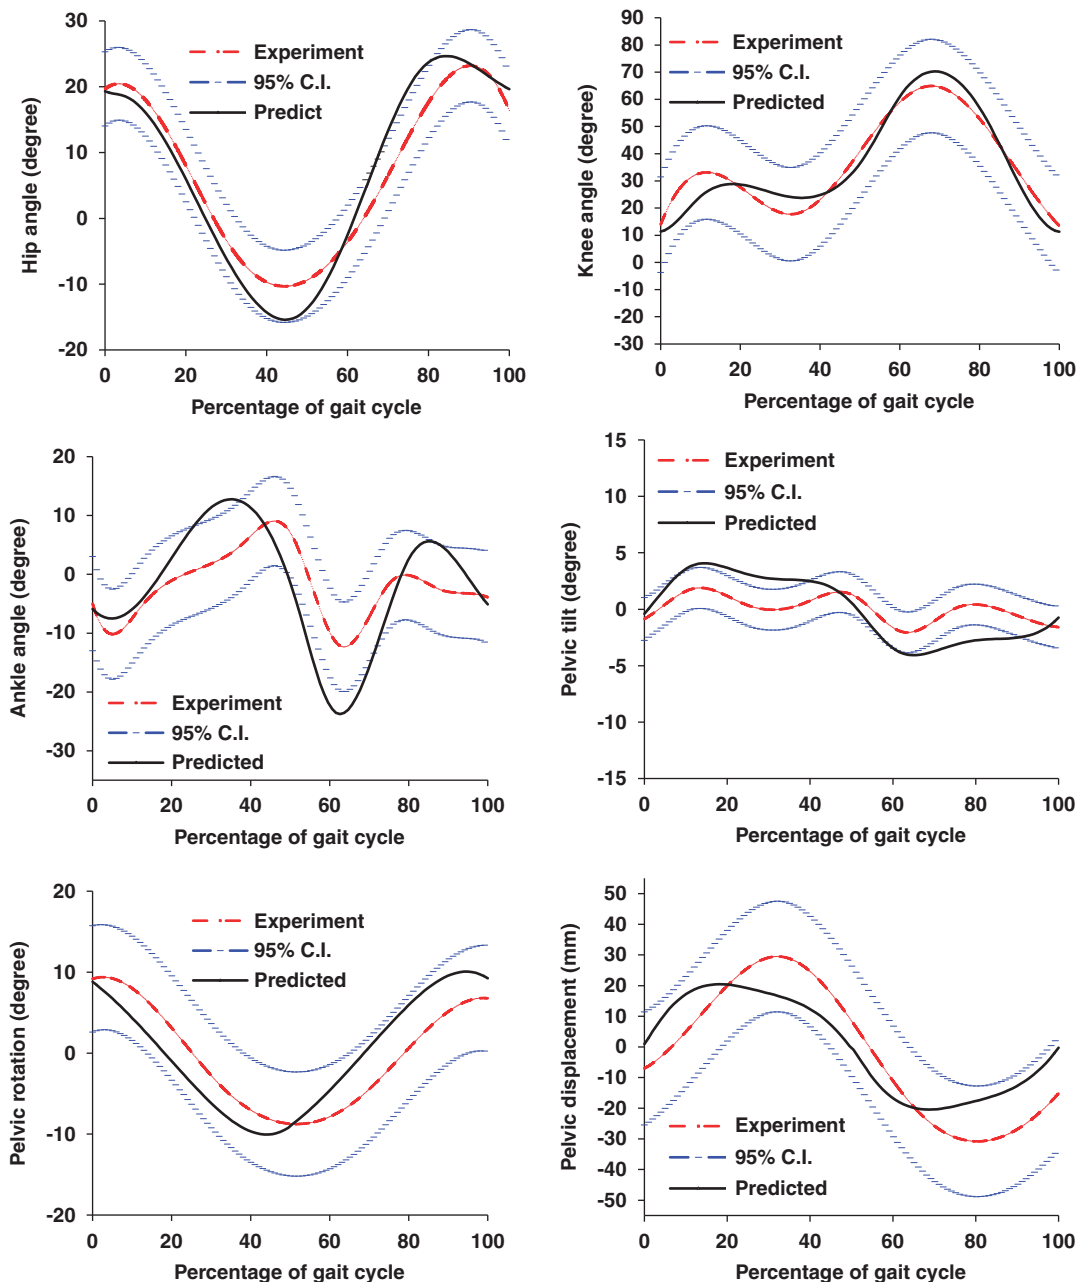 30
20
10
0
-10
-20
0 20 40 60 80 100
Hip angle (degree)
Percentage of gait cycle
Experiment
95% C.I.
Predict
90
80
70
60
50
40
30
20
10
0
-10
-20
-30
0 20 40 60 80 100
Knee angle (degree)
Percentage of gait cycle
Experiment
95% C.I.
Predicted
20
10
0
-10
-20
-30
0 20 40 60 80 100
Ankle angle (degree)
Percentage of gait cycle
Experiment
95% C.I.
Predicted
15
10
5
0
-5
-10
-15
0 20 40 60 80 100
Pelvic tilt (degree)
Percentage of gait cycle
Experiment
95% C.I.
Predicted
20
10
0
-10
-20
0 20 40 60 80 100
Pelvic rotation (degree)
Percentage of gait cycle
Experiment
95% C.I.
Predicted
50
40
30
20
10
0
-10
-20
-30
-40
-50
0 20 40 60 80 100
Pelvic displacement (mm)
Percentage of gait cycle
Experiment
95% C.I.
Predicted